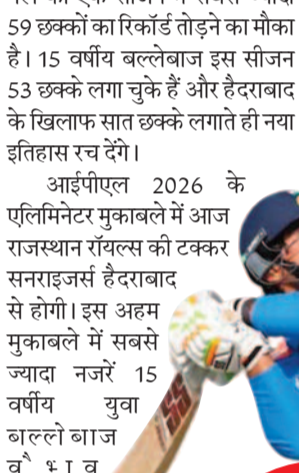 59 छक्कों का रिकॉर्ड तोड़ने का मौका
है। 15 वर्षीय बल्लेबाज इस सीजन
53 छक्के लगा चुके हैं और हैदराबाद
के खिलाफ सात छक्के लगाते ही नया
इतिहास रच देंगे।
आईपीएल 2026 के
एलिमिनेटर मुकाबले में आज
राजस्थान रॉयल्स की टक्कर
सनराइजर्स हैदराबाद
से होगी। इस अहम
मुकाबले में सबसे
ज्यादा नजरें 15
वर्षीय युवा
बाल्लेबाज
वैभव